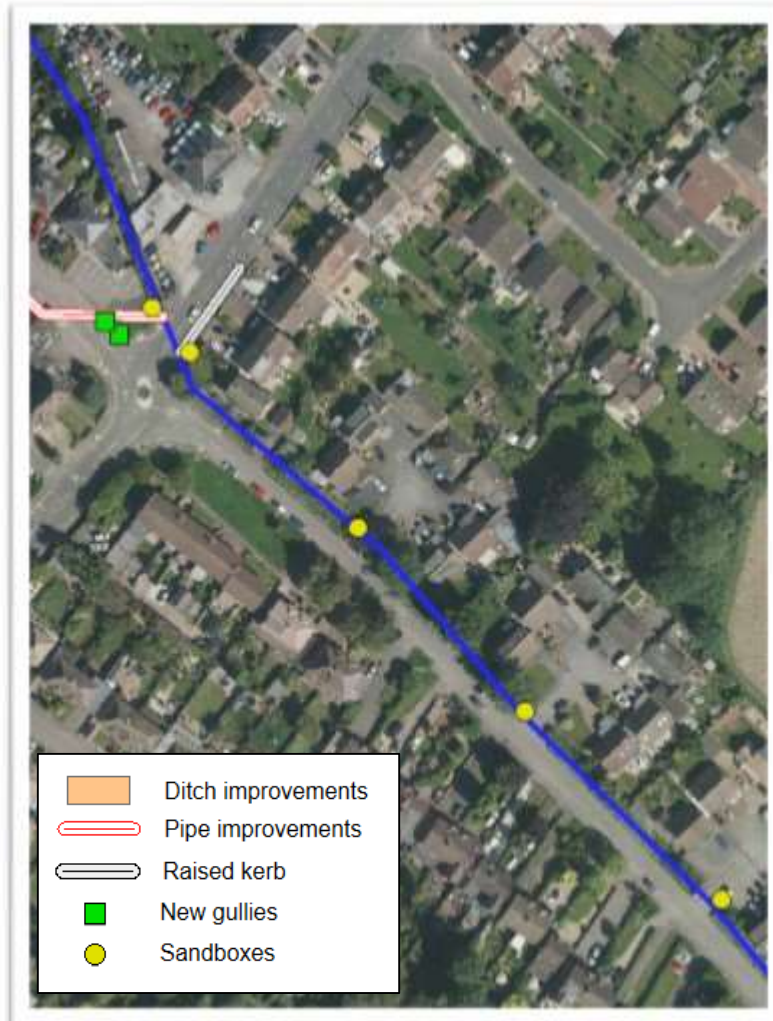 Ditch improvements
Pipe improvements
Raised kerb
New gullies
Sandboxes